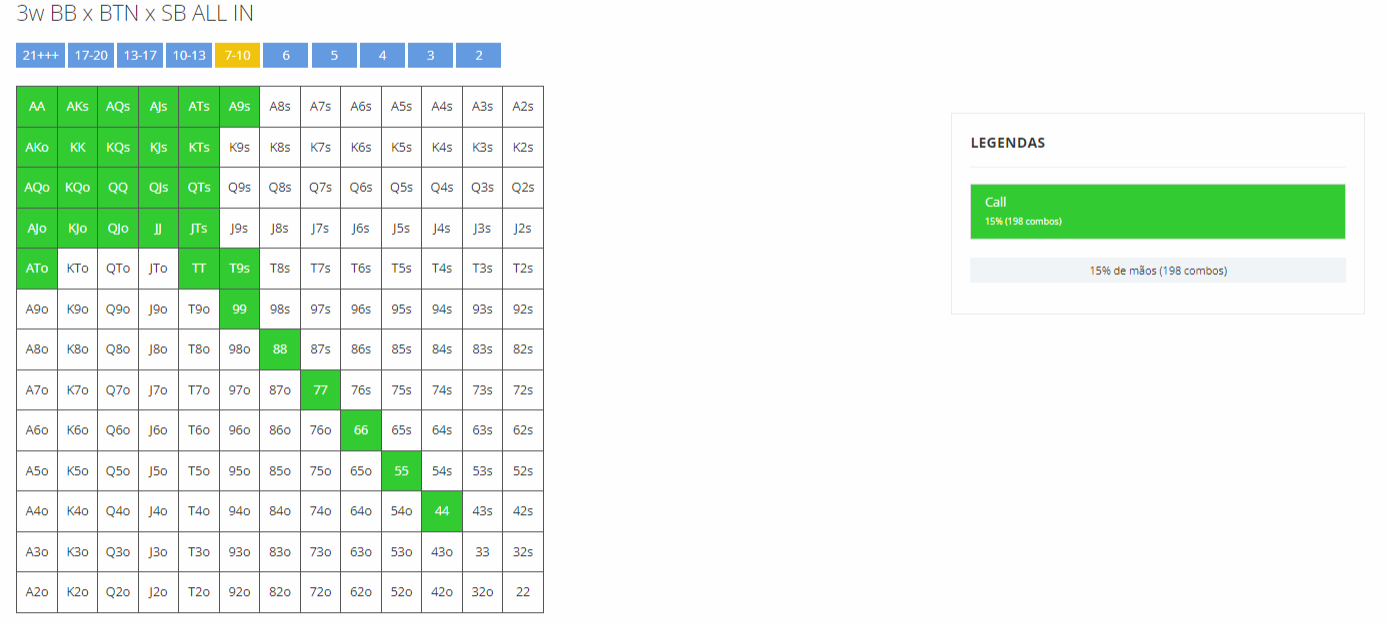 3w BB x BTN x SB ALL IN
21+++ 17-20 13-17 10-13 7-10 6 5 4 3 2
AA AKs AQs AJs ATs A9s A8s A7s A6s A5s A4s A3s A2s
AKo KK KQs KJs KTs K9s K8s K7s K6s K5s K4s K3s K2s
AQo KQo QQ QJs QTs Q9s Q8s Q7s Q6s Q5s Q4s Q3s Q2s
AJo KJo QJo JJ JTs J9s J8s J7s J6s J5s J4s J3s J2s
ATo KTo QTo JTo TT T9s T8s T7s T6s T5s T4s T3s T2s
A9o K9o Q9o J9o T9o 99 98s 97s 96s 95s 94s 93s 92s
A8o K8o Q8o J8o T8o 98o 88 87s 86s 85s 84s 83s 82s
A7o K7o Q7o J7o T7o 97o 87o 77 76s 75s 74s 73s 72s
A6o K6o Q6o J6o T6o 96o 86o 76o 66 65s 64s 63s 62s
A5o K5o Q5o J5o T5o 95o 85o 75o 65o 55 54s 53s 52s
A4o K4o Q4o J4o T4o 94o 84o 74o 64o 54o 44 43s 42s
A3o K3o Q3o J3o T3o 93o 83o 73o 63o 53o 43o 33 32s
A2o K2o Q2o J2o T2o 92o 82o 72o 62o 52o 42o 32o 22
LEGENDAS
Call
15% (198 combos)
15% de mãos (198 combos)